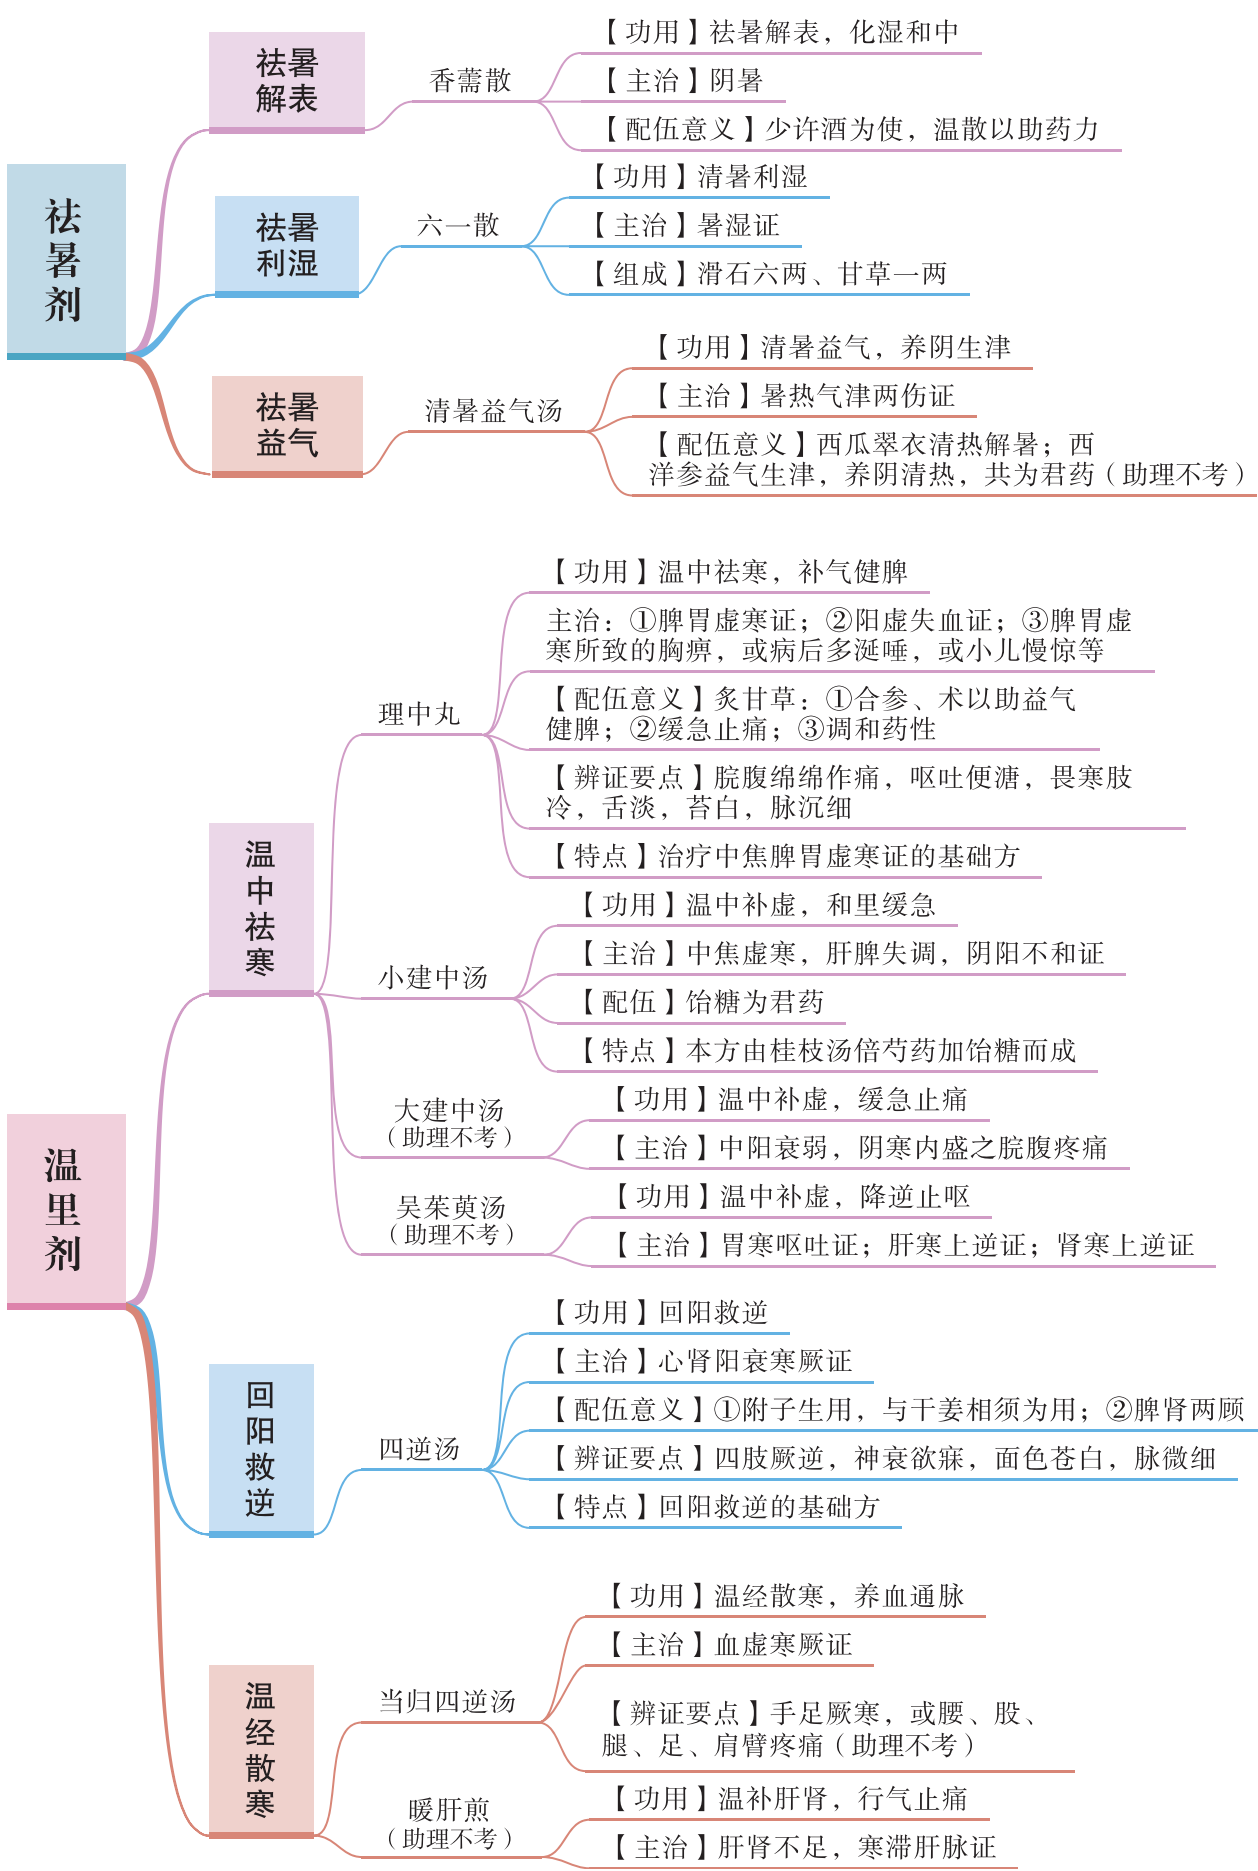 祛暑剂
祛暑
解表
香薷散
【功用】祛暑解表，化湿和中
【主治】阴暑
【配伍意义】少许酒为使，温散以助药力
祛暑
利湿
六一散
【功用】清暑利湿
【主治】暑湿证
【组成】滑石六两、甘草一两
祛暑
益气
清暑益气汤
【功用】清暑益气，养阴生津
【主治】暑热气津两伤证
【配伍意义】西瓜翠衣清热解暑；西
洋参益气生津，养阴清热，共为君药（助理不考）
温里剂
温中祛寒
理中丸
【功用】温中祛寒，补气健脾
主治：①脾胃虚寒证；②阳虚失血证；③脾胃虚
寒所致的胸痹，或病后多涎唾，或小儿慢惊等
【配伍意义】炙甘草：①合参、术以助益气
健脾；②缓急止痛；③调和药性
【辨证要点】脘腹绵绵作痛，呕吐便溏，畏寒肢
冷，舌淡，苔白，脉沉细
【特点】治疗中焦脾胃虚寒证的基础方
小建中汤
【功用】温中补虚，和里缓急
【主治】中焦虚寒，肝脾失调，阴阳不和证
【配伍】饴糖为君药
【特点】本方由桂枝汤倍芍药加饴糖而成
大建中汤
（助理不考）
【功用】温中补虚，缓急止痛
【主治】中阳衰弱，阴寒内盛之脘腹疼痛
吴茱萸汤
（助理不考）
【功用】温中补虚，降逆止呕
【主治】胃寒呕吐证；肝寒上逆证；肾寒上逆证
回阳救逆
四逆汤
【功用】回阳救逆
【主治】心肾阳衰寒厥证
【配伍意义】①附子生用，与干姜相须为用；②脾肾两顾
【辨证要点】四肢厥逆，神衰欲寐，面色苍白，脉微细
【特点】回阳救逆的基础方
温经散寒
当归四逆汤
【功用】温经散寒，养血通脉
【主治】血虚寒厥证
【辨证要点】手足厥寒，或腰、股、
腿、足、肩臂疼痛（助理不考）
暖肝煎
（助理不考）
【功用】温补肝肾，行气止痛
【主治】肝肾不足，寒滞肝脉证